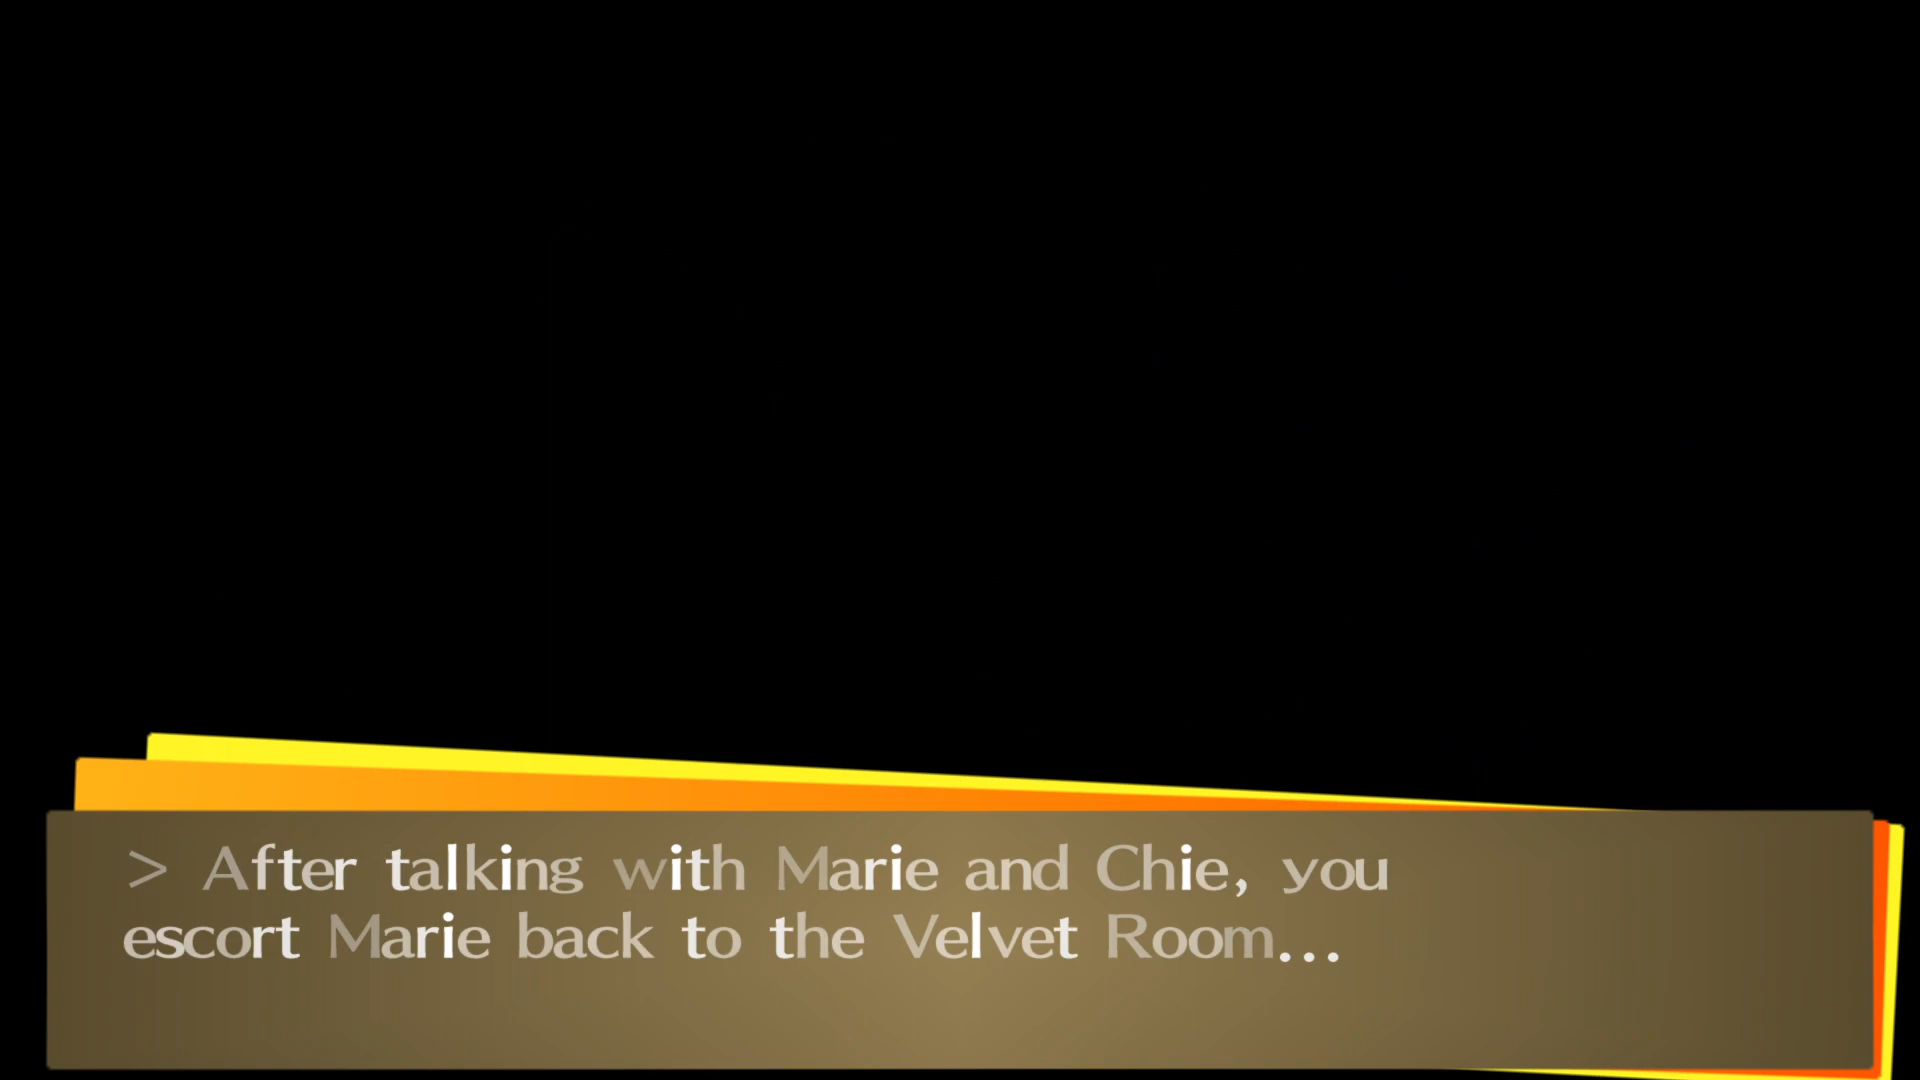 > After talking with Marie and Chie, you
escort Marie back to the Velvet Room...